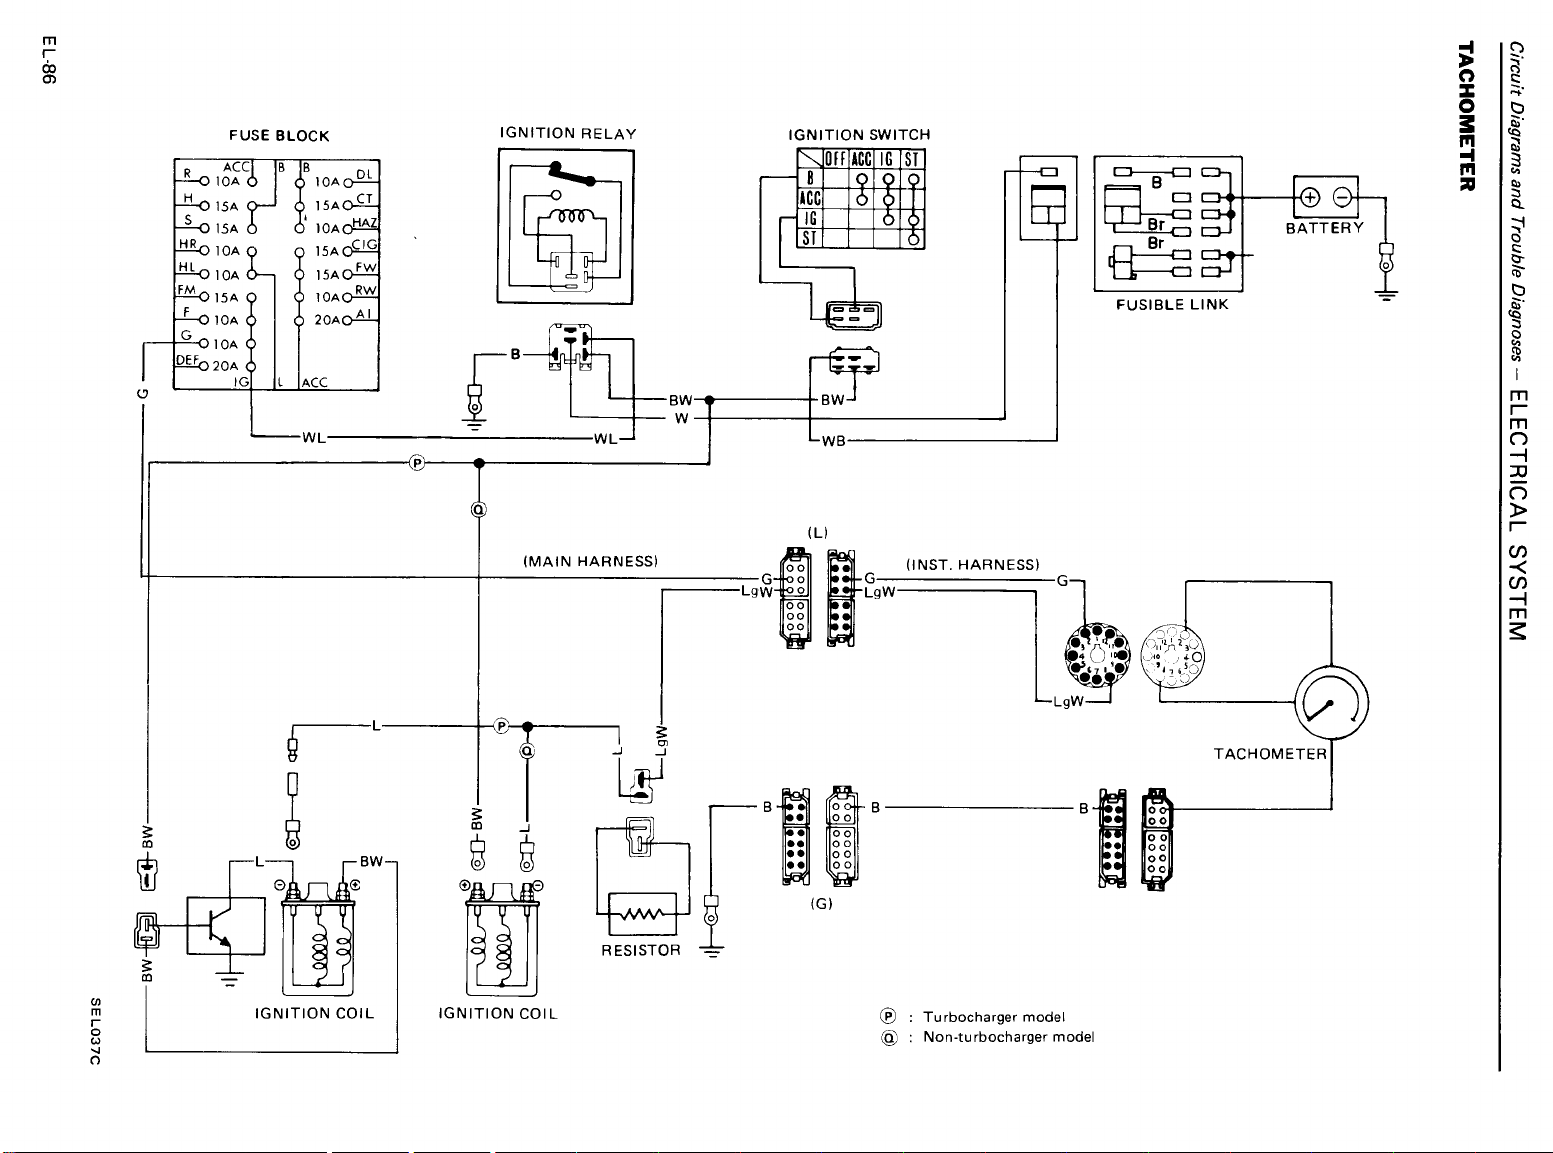 Circuit Diagrams and Trouble Diagnoses — ELECTRICAL SYSTEM
TACHOMETER
EL-86
FUSE BLOCK
ACC B B
R 10A 10A DL
H 15A 15A CT
S 15A 10A HAZ
HR 10A 15A CIG
HL 10A 15A FW
FM 15A 10A RW
F 10A 20A AI
G 10A
DEF 20A
IG L ACC
IGNITION RELAY
IGNITION SWITCH
OFF ACC IG ST
B
ACC
IG
ST
B
Br
Br
FUSIBLE LINK
+ −
BATTERY
G
B
BW
BW
W
WL
WL
WB
P
Q
(MAIN HARNESS)
(L)
(INST. HARNESS)
G
G
G
LgW
LgW
LgW
LgW
TACHOMETER
L
P
Q
L
BW
BW
L
B
B
B
L
BW
− +
+ −
BW
(G)
RESISTOR
IGNITION COIL
IGNITION COIL
P : Turbocharger model
Q : Non-turbocharger model
SEL037C